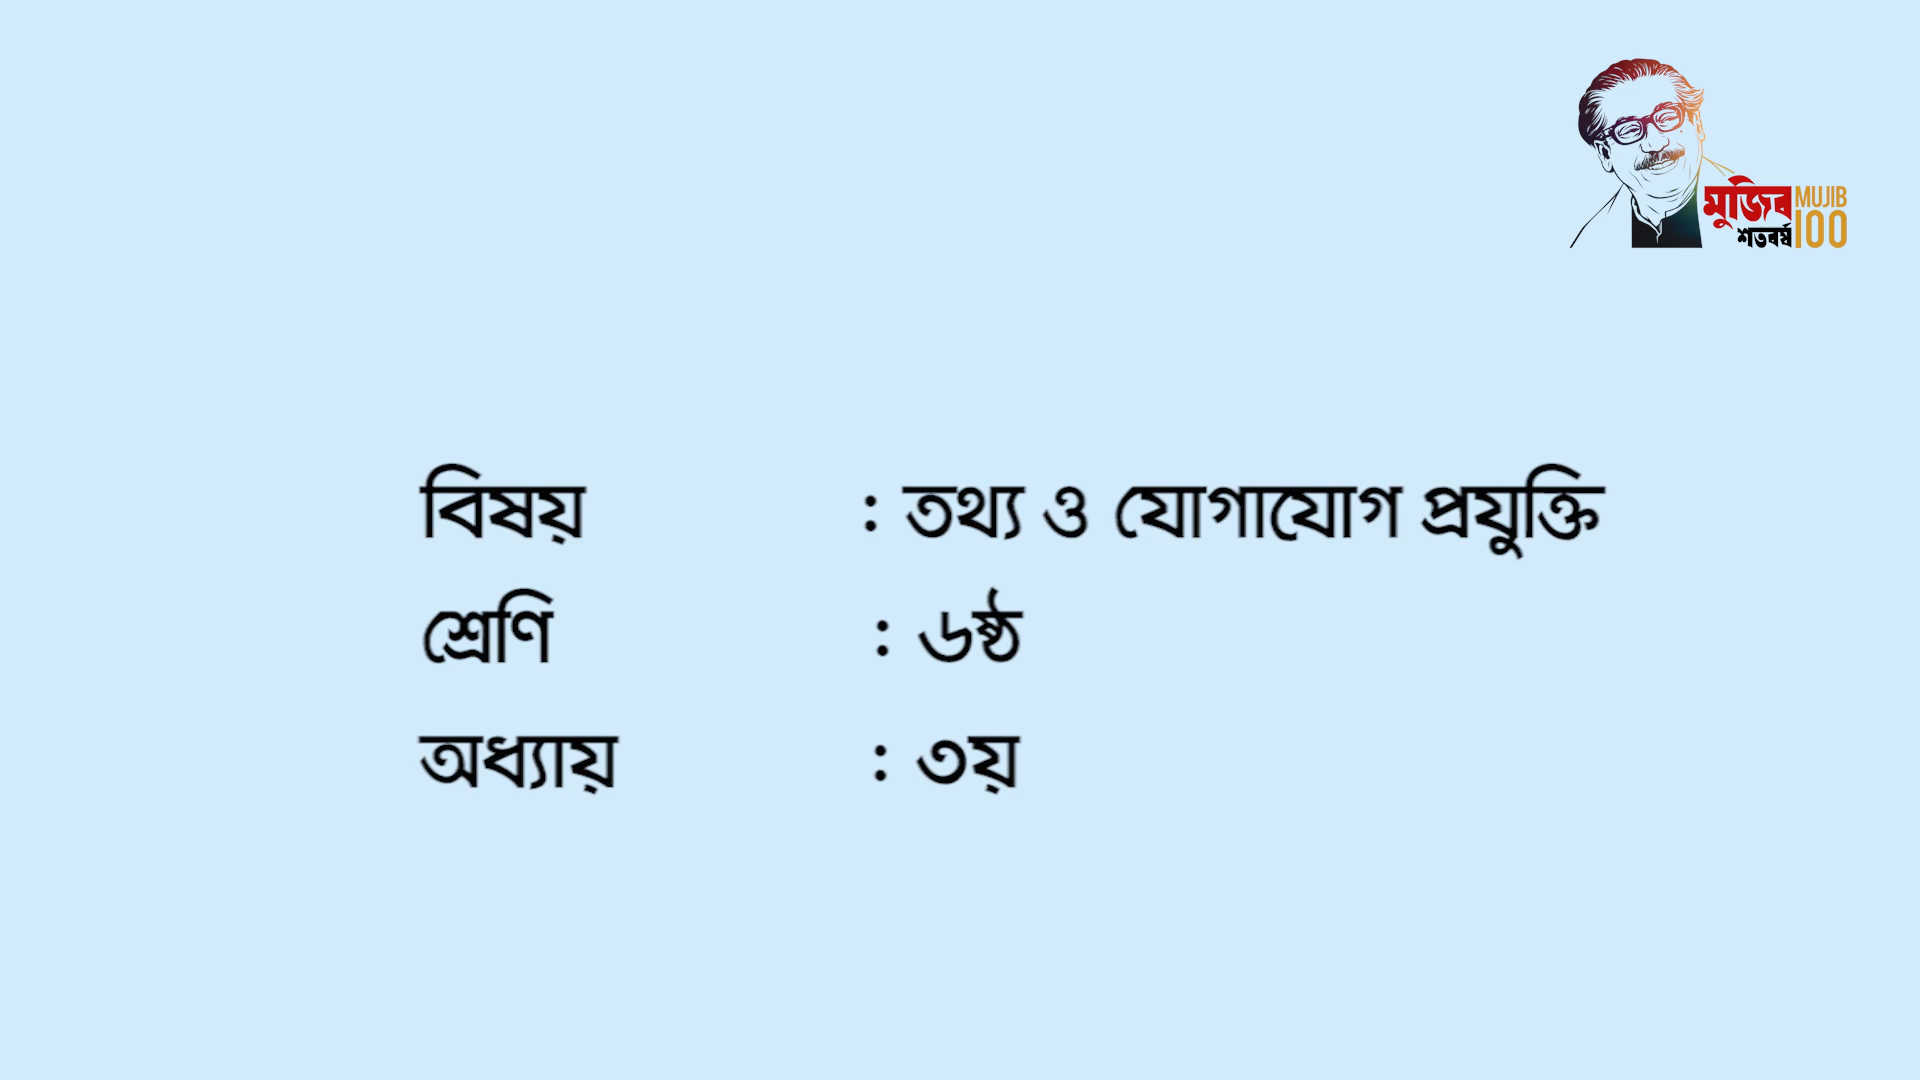 মুজিব MUJIB
শতবর্ষ 100
বিষয় : তথ্য ও যোগাযোগ প্রযুক্তি
শ্রেণি : ৬ষ্ঠ
অধ্যায় : ৩য়